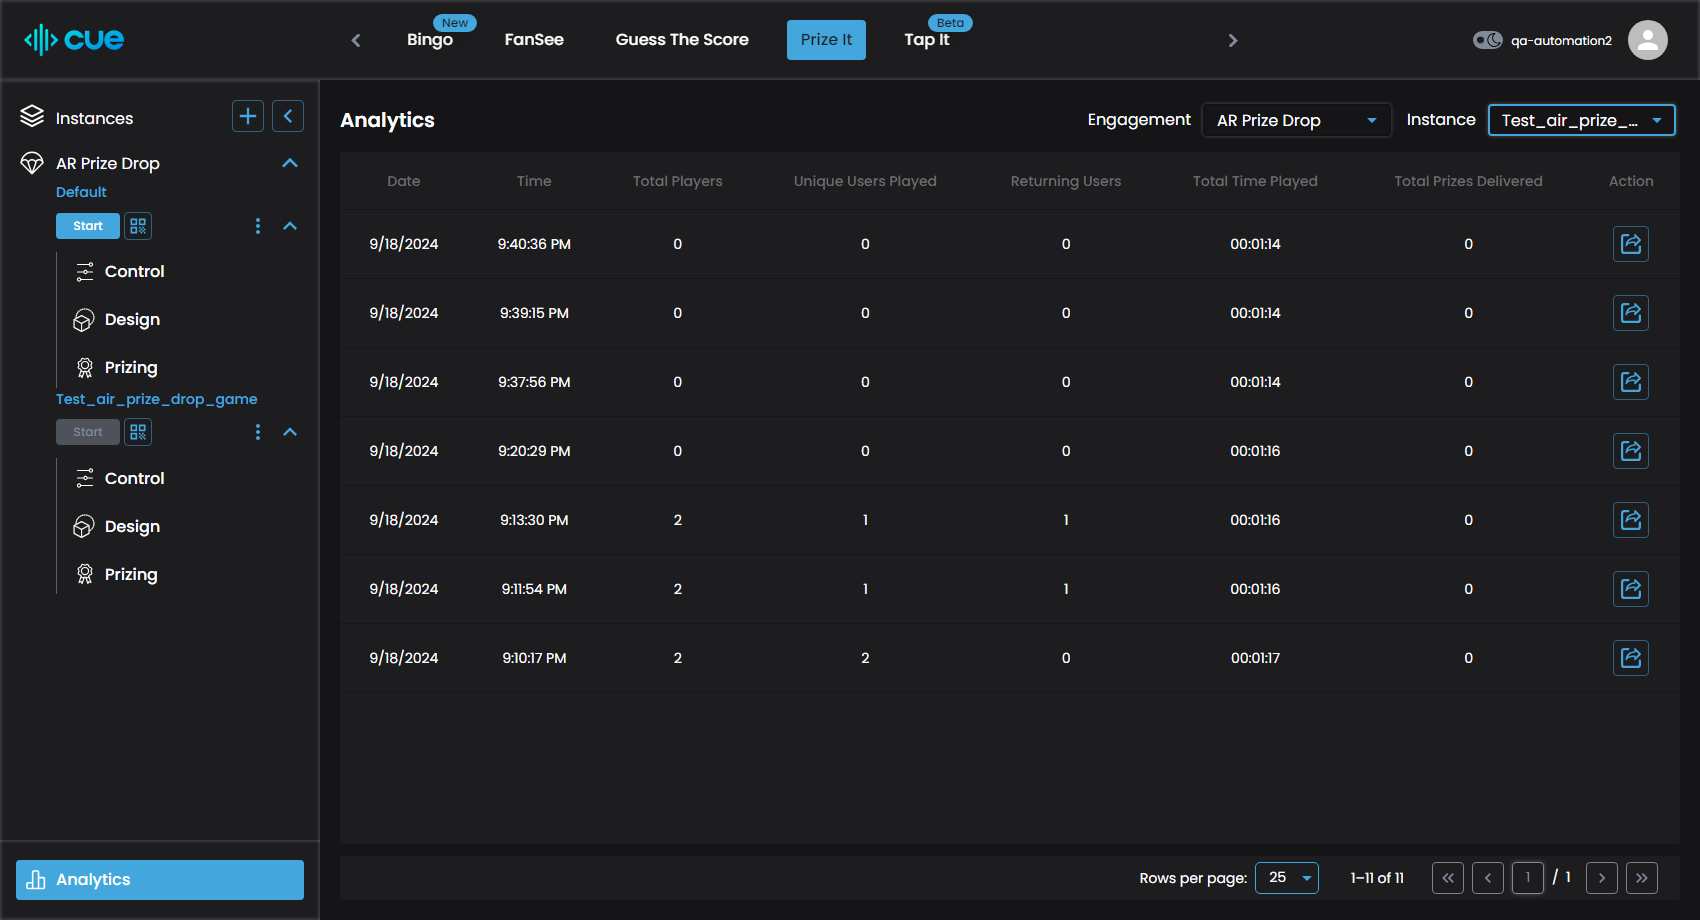 cue
New
Bingo
FanSee
Guess The Score
Prize It
Beta
Tap It
qa-automation2
Instances
AR Prize Drop
Default
Start
Control
Design
Prizing
Test_air_prize_drop_game
Start
Control
Design
Prizing
Analytics
Analytics
Engagement AR Prize Drop Instance Test_air_prize_...
Date Time Total Players Unique Users Played Returning Users Total Time Played Total Prizes Delivered Action
9/18/2024 9:40:36 PM 0 0 0 00:01:14 0
9/18/2024 9:39:15 PM 0 0 0 00:01:14 0
9/18/2024 9:37:56 PM 0 0 0 00:01:14 0
9/18/2024 9:20:29 PM 0 0 0 00:01:16 0
9/18/2024 9:13:30 PM 2 1 1 00:01:16 0
9/18/2024 9:11:54 PM 2 1 1 00:01:16 0
9/18/2024 9:10:17 PM 2 2 0 00:01:17 0
Rows per page: 25 1-11 of 11 1 / 1